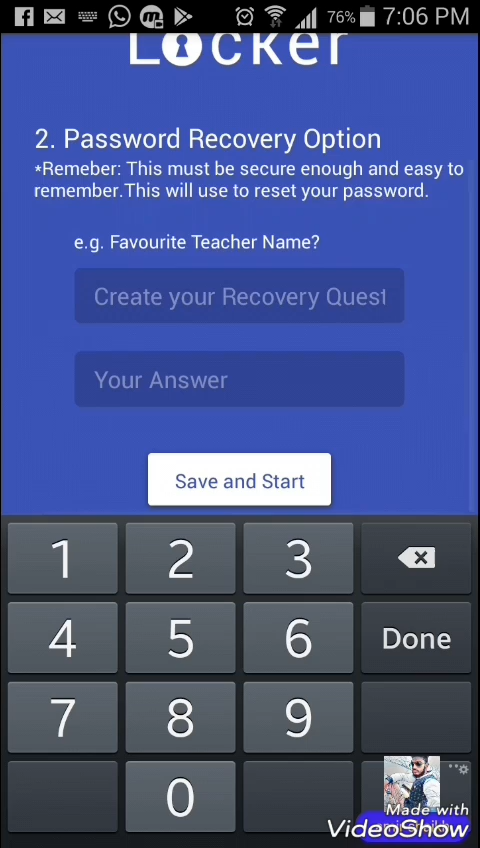 76% 7:06 PM
Locker
2. Password Recovery Option
*Remeber: This must be secure enough and easy to
remember.This will use to reset your password.
e.g. Favourite Teacher Name?
Create your Recovery Quest
Your Answer
Save and Start
1 2 3
4 5 6 Done
7 8 9
0
Made with
VideoShow